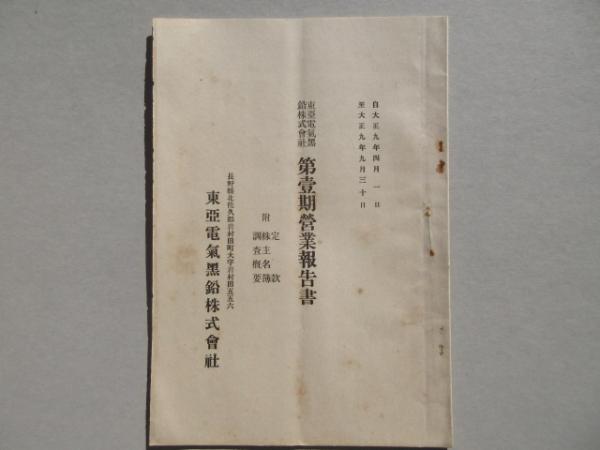 自大正九年四月一日
至大正九年九月三十日
東亞電氣黑
鉛株式會社
第壹期營業報告書
附
定款
株主名簿
調査概要
長野縣北佐久郡岩村田町大字岩村田五五六
東亞電氣黑鉛株式會社